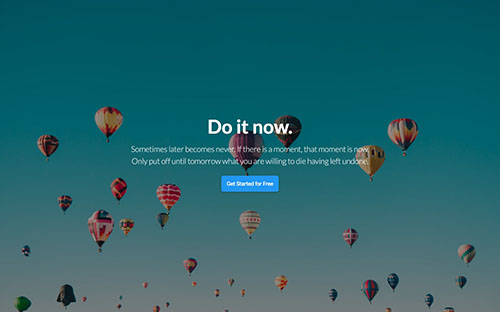 Do it now.
Sometimes later becomes never. If there is a moment, that moment is now.
Only put off until tomorrow what you are willing to die having left undone.
Get Started for Free